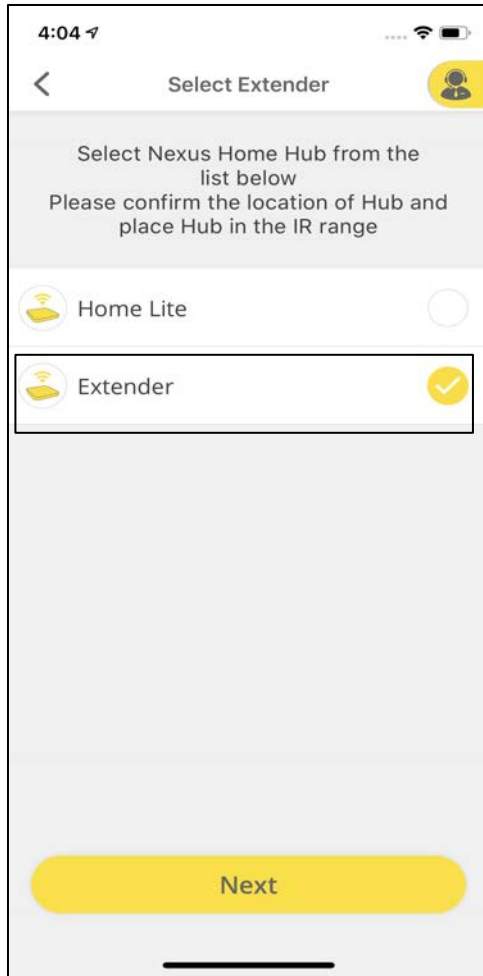 4:04
Select Extender
Select Nexus Home Hub from the
list below
Please confirm the location of Hub and
place Hub in the IR range
Home Lite
Extender
Next